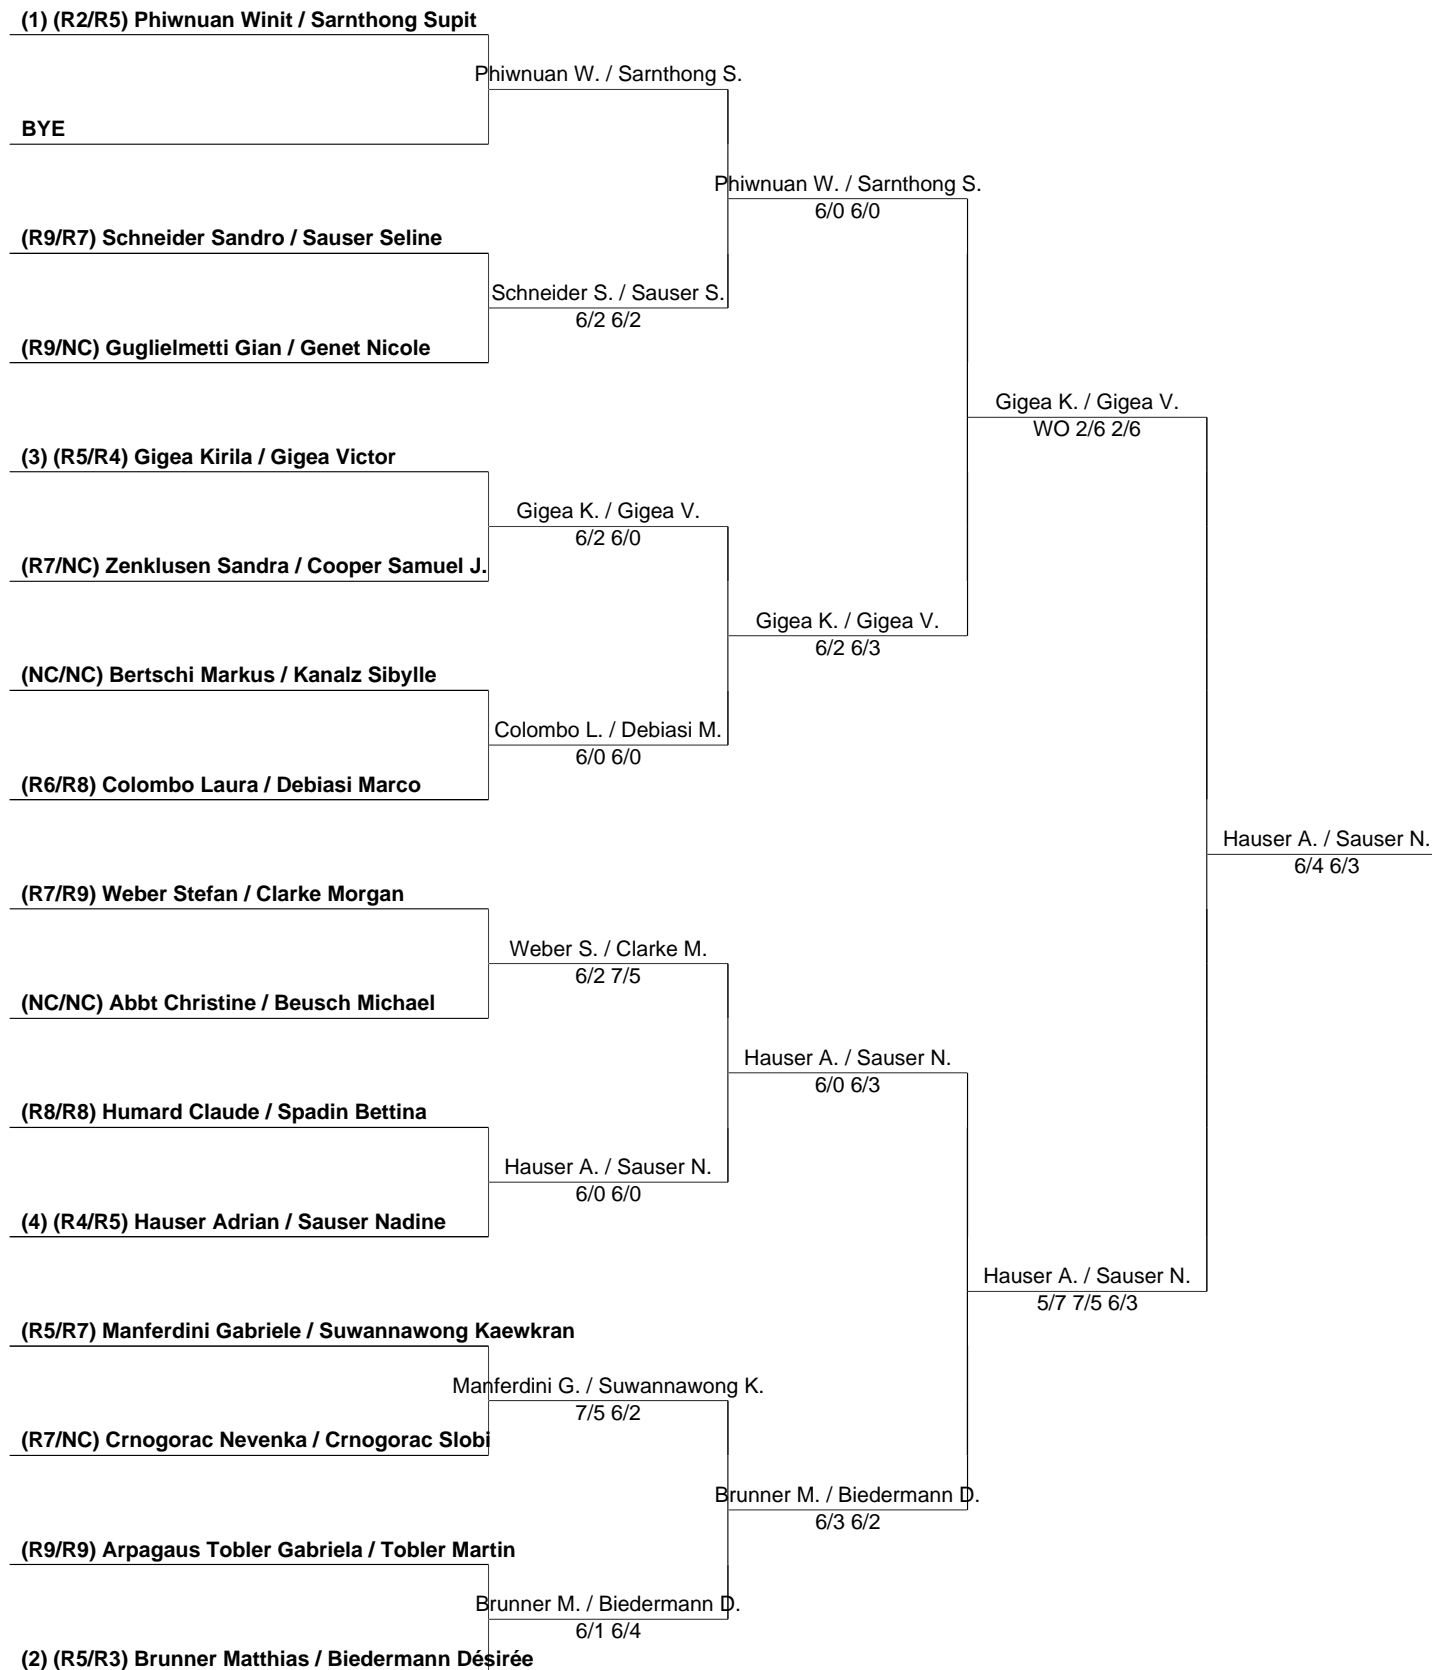 (1) (R2/R5) Phiwnuan Winit / Sarnthong Supit
Phiwnuan W. / Sarnthong S.
BYE
Phiwnuan W. / Sarnthong S.
6/0 6/0
(R9/R7) Schneider Sandro / Sauser Seline
Schneider S. / Sauser S.
6/2 6/2
(R9/NC) Guglielmetti Gian / Genet Nicole
Gigea K. / Gigea V.
WO 2/6 2/6
(3) (R5/R4) Gigea Kirila / Gigea Victor
Gigea K. / Gigea V.
6/2 6/0
(R7/NC) Zenklusen Sandra / Cooper Samuel J.
Gigea K. / Gigea V.
6/2 6/3
(NC/NC) Bertschi Markus / Kanalz Sibylle
Colombo L. / Debiasi M.
6/0 6/0
(R6/R8) Colombo Laura / Debiasi Marco
Hauser A. / Sauser N.
6/4 6/3
(R7/R9) Weber Stefan / Clarke Morgan
Weber S. / Clarke M.
6/2 7/5
(NC/NC) Abbt Christine / Beusch Michael
Hauser A. / Sauser N.
6/0 6/3
(R8/R8) Humard Claude / Spadin Bettina
Hauser A. / Sauser N.
6/0 6/0
(4) (R4/R5) Hauser Adrian / Sauser Nadine
Hauser A. / Sauser N.
5/7 7/5 6/3
(R5/R7) Manferdini Gabriele / Suwannawong Kaewkran
Manferdini G. / Suwannawong K.
7/5 6/2
(R7/NC) Crnogorac Nevenka / Crnogorac Slobi
Brunner M. / Biedermann D.
6/3 6/2
(R9/R9) Arpagaus Tobler Gabriela / Tobler Martin
Brunner M. / Biedermann D.
6/1 6/4
(2) (R5/R3) Brunner Matthias / Biedermann Désirée